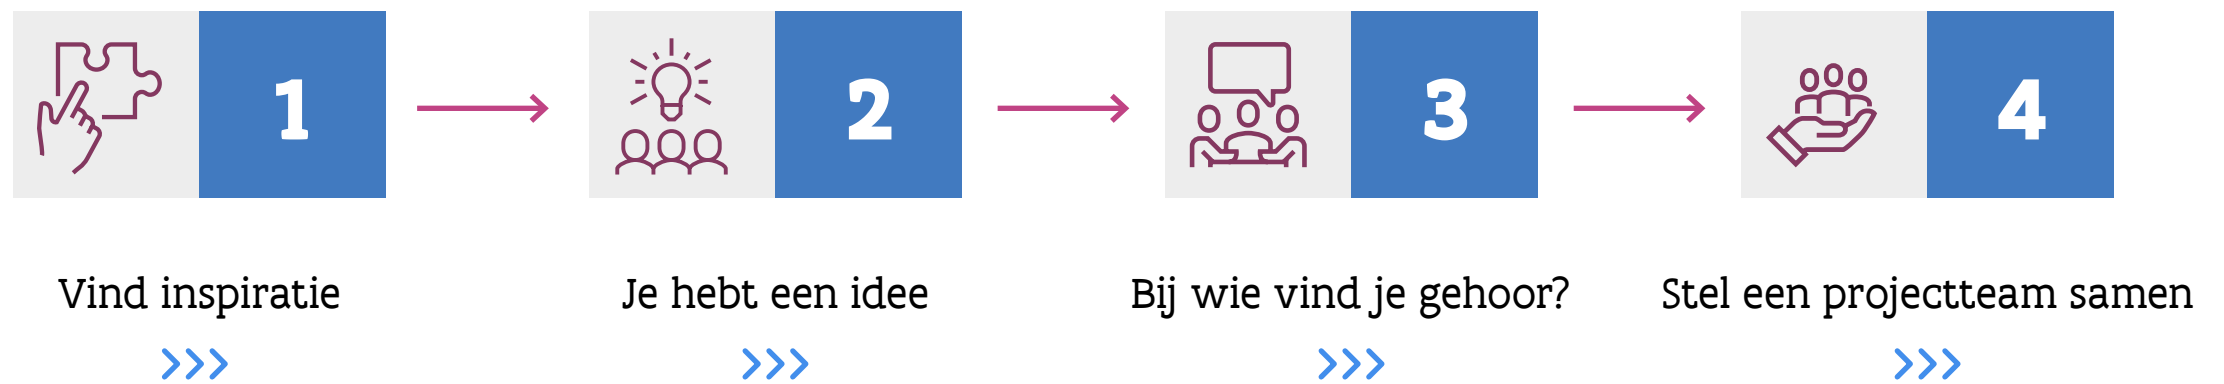 1
2
3
4
Vind inspiratie
Je hebt een idee
Bij wie vind je gehoor?
Stel een projectteam samen